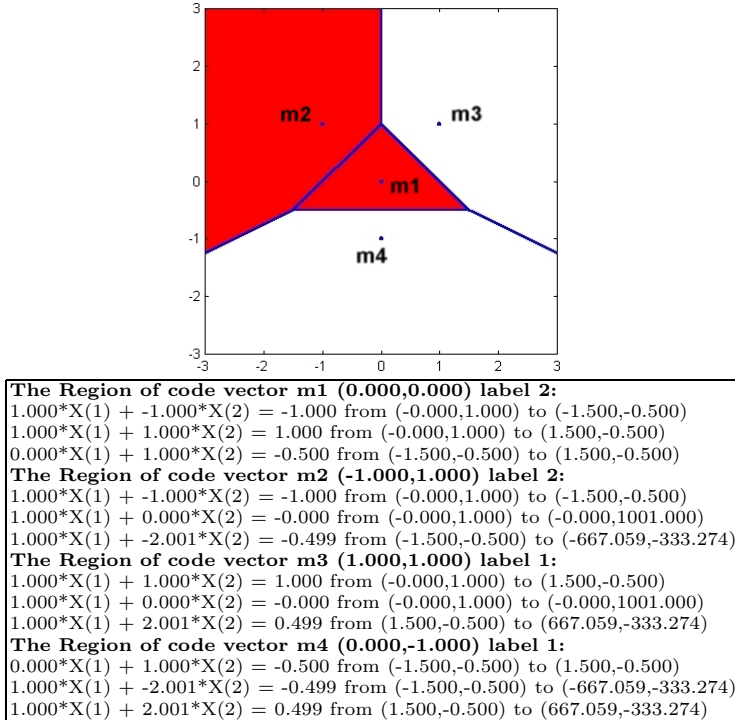 3
2
m2
m3
1
0
m1
-1
m4
-2
-3
-3 -2 -1 0 1 2 3
The Region of code vector m1 (0.000,0.000) label 2:
1.000*X(1) + -1.000*X(2) = -1.000 from (-0.000,1.000) to (-1.500,-0.500)
1.000*X(1) + 1.000*X(2) = 1.000 from (-0.000,1.000) to (1.500,-0.500)
0.000*X(1) + 1.000*X(2) = -0.500 from (-1.500,-0.500) to (1.500,-0.500)
The Region of code vector m2 (-1.000,1.000) label 2:
1.000*X(1) + -1.000*X(2) = -1.000 from (-0.000,1.000) to (-1.500,-0.500)
1.000*X(1) + 0.000*X(2) = -0.000 from (-0.000,1.000) to (-0.000,1001.000)
1.000*X(1) + -2.001*X(2) = -0.499 from (-1.500,-0.500) to (-667.059,-333.274)
The Region of code vector m3 (1.000,1.000) label 1:
1.000*X(1) + 1.000*X(2) = 1.000 from (-0.000,1.000) to (1.500,-0.500)
1.000*X(1) + 0.000*X(2) = -0.000 from (-0.000,1.000) to (-0.000,1001.000)
1.000*X(1) + 2.001*X(2) = 0.499 from (1.500,-0.500) to (667.059,-333.274)
The Region of code vector m4 (0.000,-1.000) label 1:
0.000*X(1) + 1.000*X(2) = -0.500 from (-1.500,-0.500) to (1.500,-0.500)
1.000*X(1) + -2.001*X(2) = -0.499 from (-1.500,-0.500) to (-667.059,-333.274)
1.000*X(1) + 2.001*X(2) = 0.499 from (1.500,-0.500) to (667.059,-333.274)